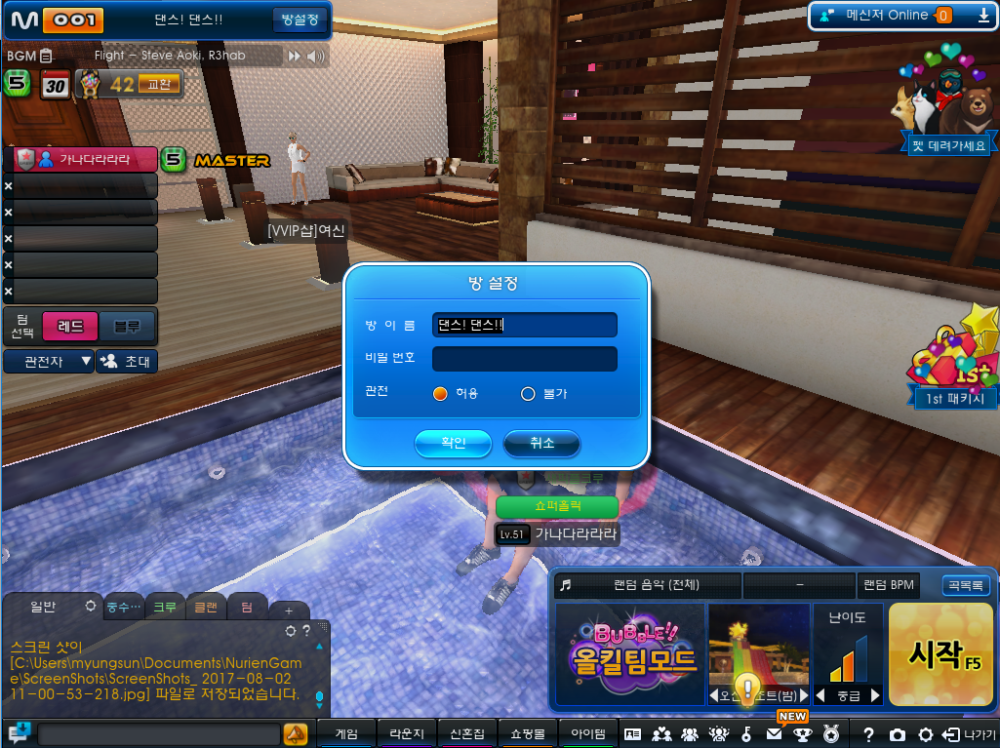 001
댄스! 댄스!!
방설정
메신저 Online 0
BGM
Flight - Steve Aoki, R3hab
5
30
42
교환
펫 데려가세요
가나다라라라
5 MASTER
[VVIP샵]여신
팀
선택
레드
블루
관전자
초대
방 설정
방 이 름
댄스! 댄스!!
비밀 번호
관전
허용
불가
확인
취소
1st
1st 패키지
쇼퍼홀릭
Lv.51 가나다라라라
랜덤 음악 (전체)
-
랜덤 BPM
곡목록
BUBBLE!!
올킬팀모드
난이도
중급
시작 F5
일반
중수...
크루
클랜
팀
+
?
스크린 샷이
[C:\Users\myungsun\Documents\NurienGam
e\ScreenShots\ScreenShots_ 2017-08-02
11-00-53-218.jpg] 파일로 저장되었습니다.
게임
라운지
신혼집
쇼핑몰
아이템
NEW
?
나가기